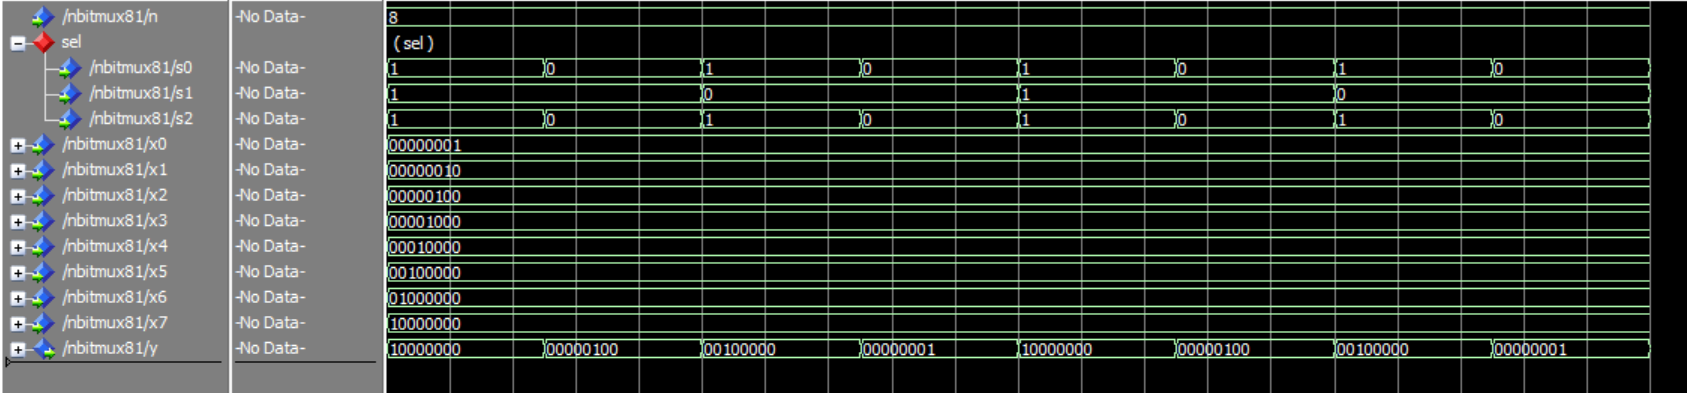 /nbitmux81/n -No Data- 8
sel ( sel )
/nbitmux81/s0 -No Data- 1 0 1 0 1 0 1 0
/nbitmux81/s1 -No Data- 1 0 1 0
/nbitmux81/s2 -No Data- 1 0 1 0 1 0 1 0
/nbitmux81/x0 -No Data- 00000001
/nbitmux81/x1 -No Data- 00000010
/nbitmux81/x2 -No Data- 00000100
/nbitmux81/x3 -No Data- 00001000
/nbitmux81/x4 -No Data- 00010000
/nbitmux81/x5 -No Data- 00100000
/nbitmux81/x6 -No Data- 01000000
/nbitmux81/x7 -No Data- 10000000
/nbitmux81/y -No Data- 10000000 00000100 00100000 00000001 10000000 00000100 00100000 00000001